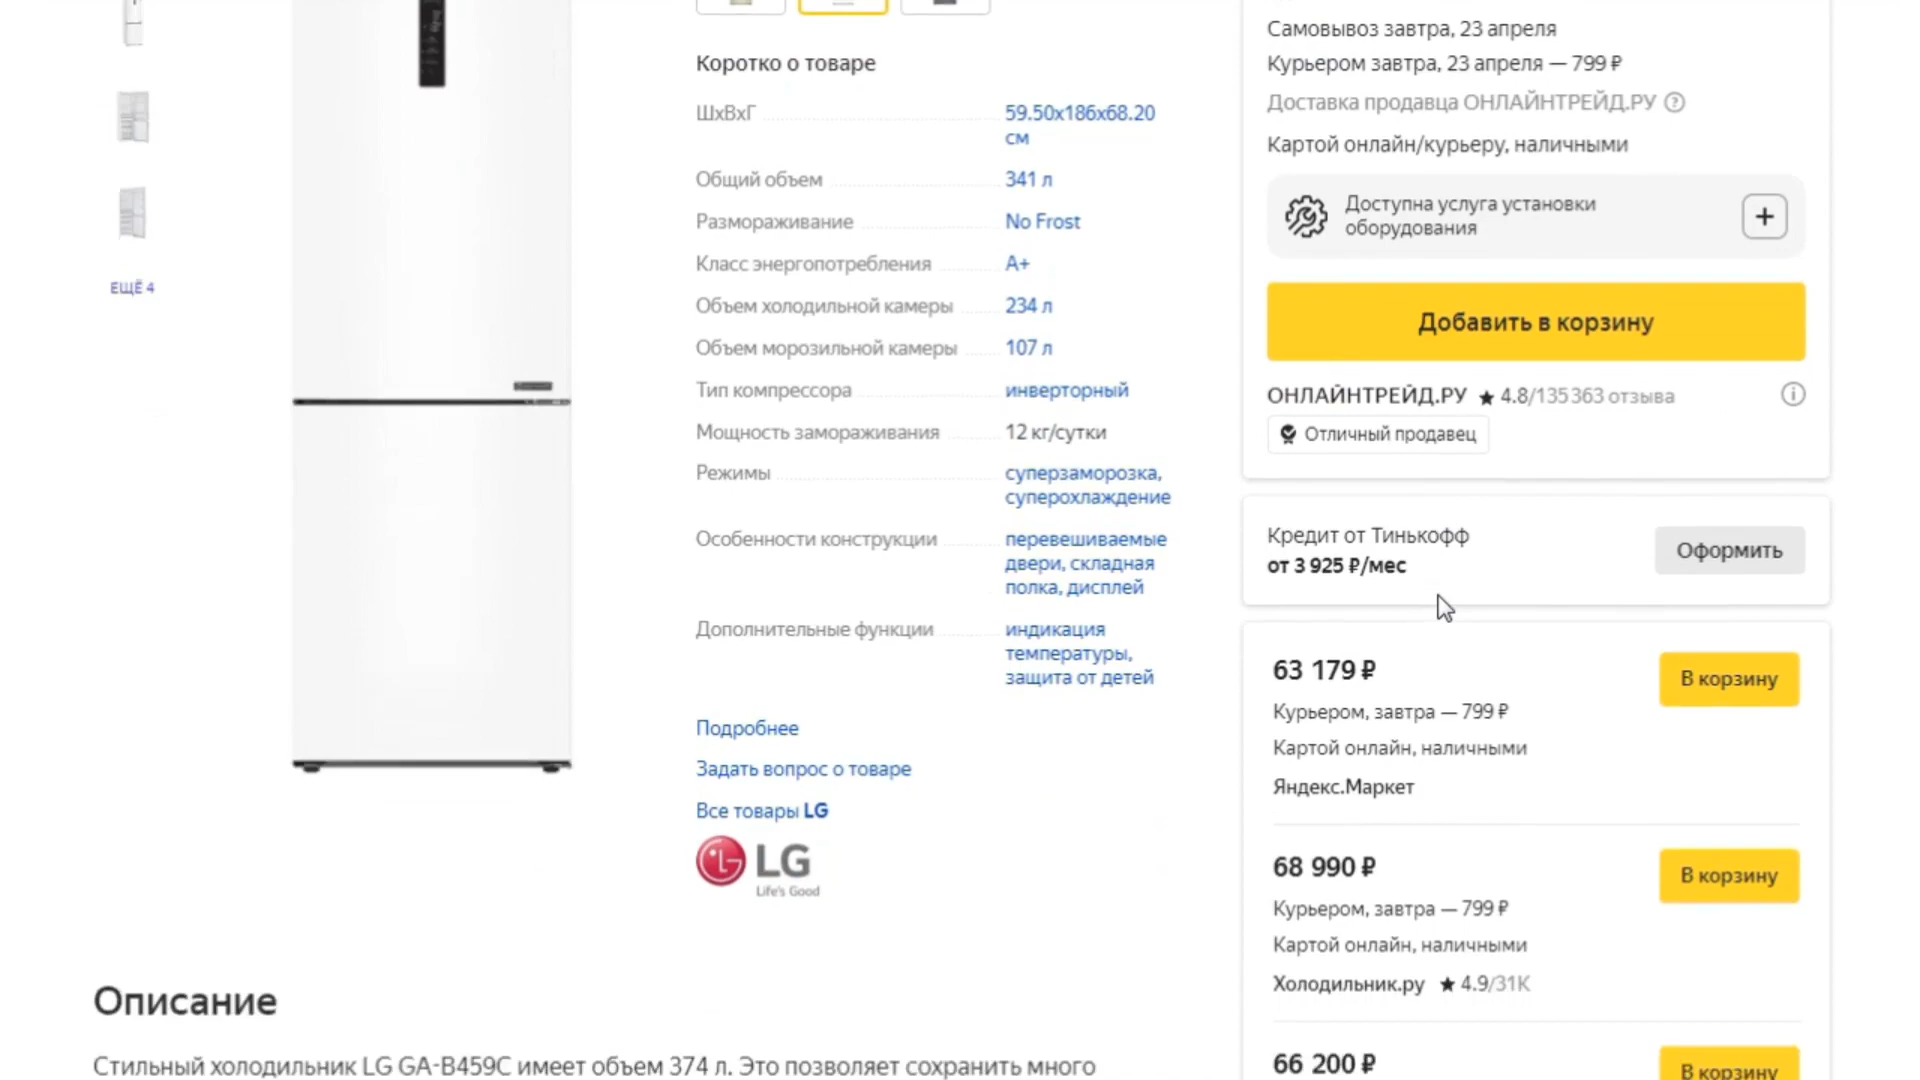 ЕЩЁ 4
Коротко о товаре
ШхВхГ 59.50х186х68.20
см
Общий объем 341 л
Размораживание No Frost
Класс энергопотребления A+
Объем холодильной камеры 234 л
Объем морозильной камеры 107 л
Тип компрессора инверторный
Мощность замораживания 12 кг/сутки
Режимы суперзаморозка,
суперохлаждение
Особенности конструкции перевешиваемые
двери, складная
полка, дисплей
Дополнительные функции индикация
температуры,
защита от детей
Подробнее
Задать вопрос о товаре
Все товары LG
LG
Life's Good
Самовывоз завтра, 23 апреля
Курьером завтра, 23 апреля — 799 ₽
Доставка продавца ОНЛАЙНТРЕЙД.РУ ?
Картой онлайн/курьеру, наличными
Доступна услуга установки
оборудования
Добавить в корзину
ОНЛАЙНТРЕЙД.РУ ★ 4.8/135363 отзыва
Отличный продавец
Кредит от Тинькофф
от 3 925 ₽/мес
Оформить
63 179 ₽
В корзину
Курьером, завтра — 799 ₽
Картой онлайн, наличными
Яндекс.Маркет
68 990 ₽
В корзину
Курьером, завтра — 799 ₽
Картой онлайн, наличными
Холодильник.ру ★ 4.9/31K
66 200 ₽
В корзину
Описание
Стильный холодильник LG GA-B459C имеет объем 374 л. Это позволяет сохранить много